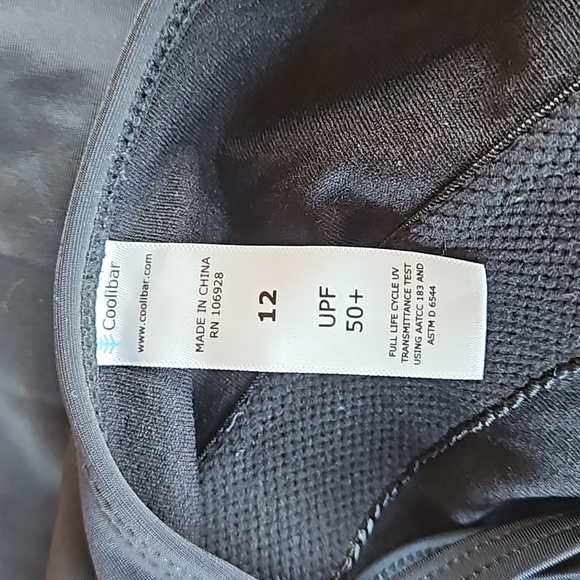 Coolibar
www.coolibar.com
MADE IN CHINA
RN 106928
12
UPF
50+
FULL LIFE CYCLE UV
TRANSMITTANCE TEST
USING AATCC 183 AND
ASTM D 6544